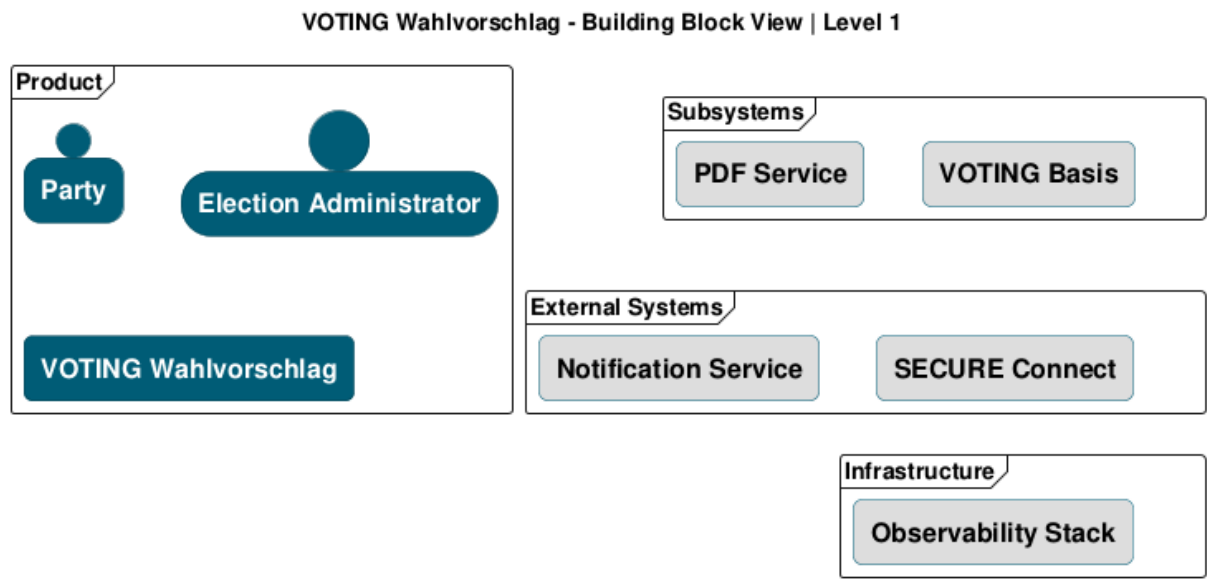 VOTING Wahlvorschlag - Building Block View | Level 1
Product
Party
Election Administrator
VOTING Wahlvorschlag
Subsystems
PDF Service
VOTING Basis
External Systems
Notification Service
SECURE Connect
Infrastructure
Observability Stack